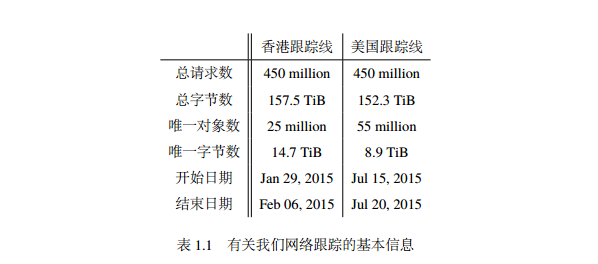 香港跟踪线 美国跟踪线
总请求数 450 million 450 million
总字节数 157.5 TiB 152.3 TiB
唯一对象数 25 million 55 million
唯一字节数 14.7 TiB 8.9 TiB
开始日期 Jan 29, 2015 Jul 15, 2015
结束日期 Feb 06, 2015 Jul 20, 2015
表 1.1 有关我们网络跟踪的基本信息